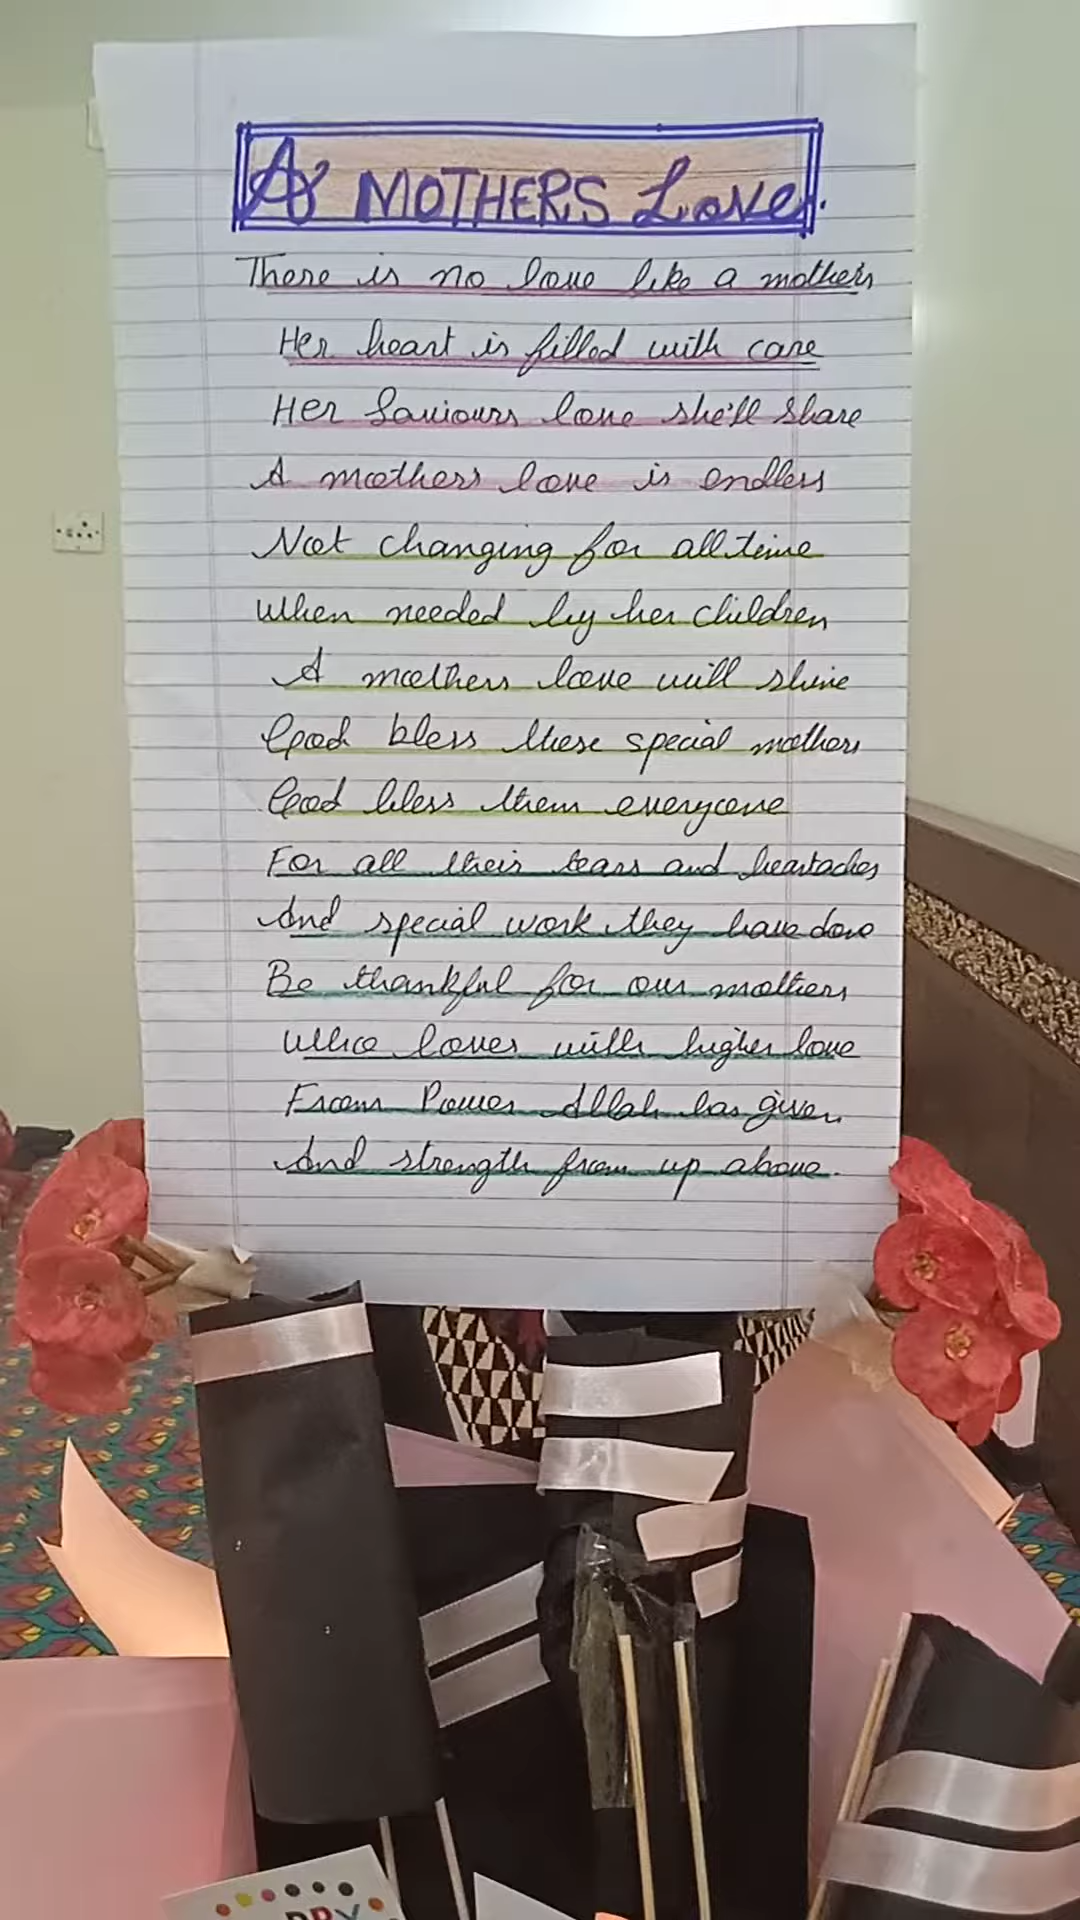 A MOTHERS Love.
There is no love like a mother's
Her heart is filled with care
Her Saviours love she'll share
A mothers love is endless
Not changing for all time
When needed by her children
A mothers love will shine
God bless these special mothers
God bless them everyone
For all their tears and heartaches
And special work they have done
Be thankful for our mothers
Who loves with higher love
From Power Allah has given
And strength from up above.